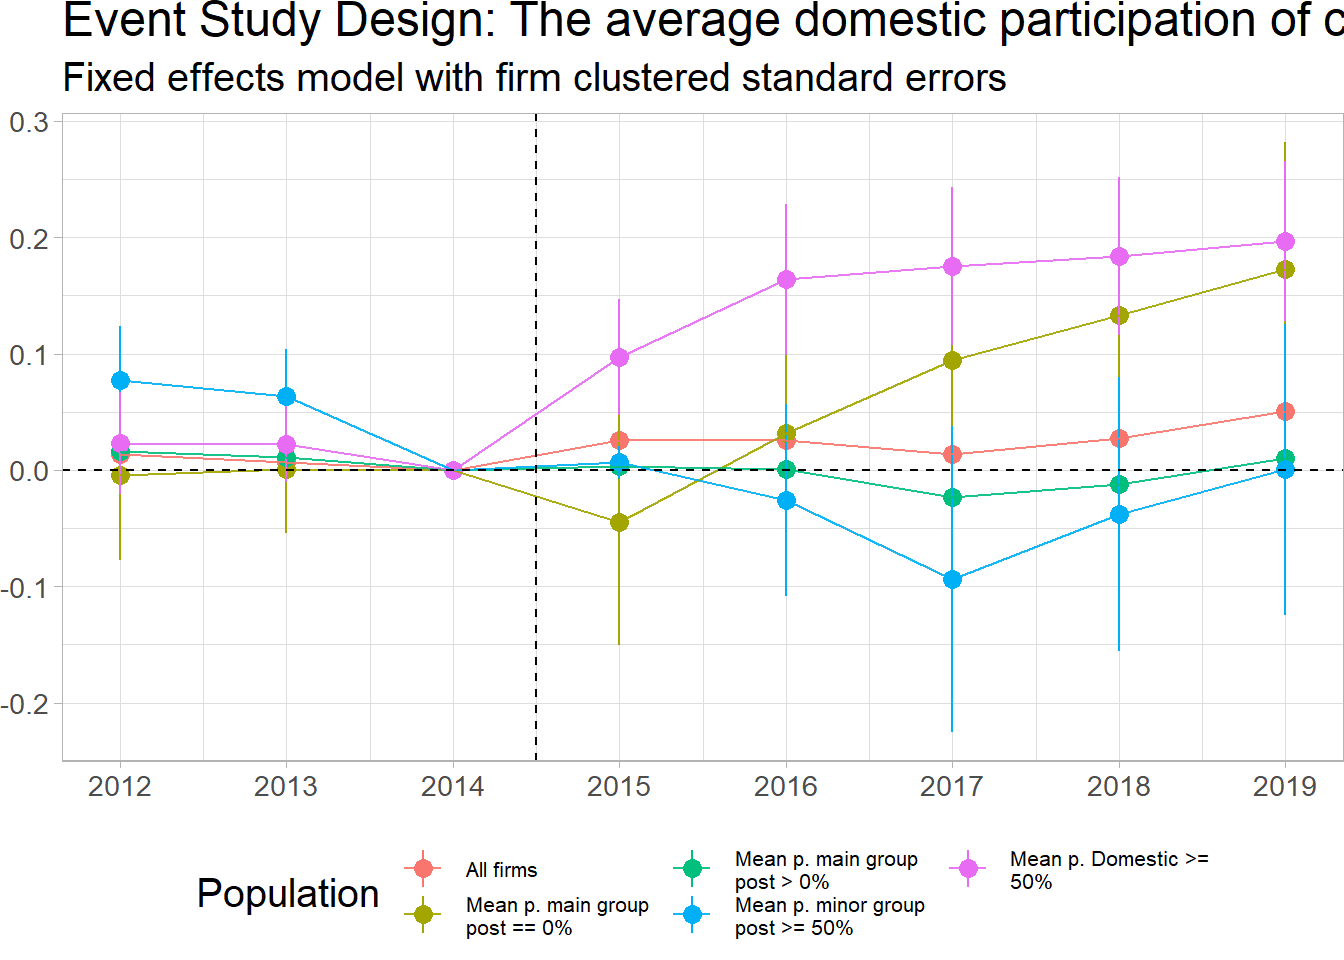 Event Study Design: The average domestic participation of
Fixed effects model with firm clustered standard errors
0.3
0.2
0.1
0.0
-0.1
-0.2
2012 2013 2014 2015 2016 2017 2018 2019
Population
All firms
Mean p. main group
post == 0%
Mean p. main group
post > 0%
Mean p. minor group
post >= 50%
Mean p. Domestic >=
50%